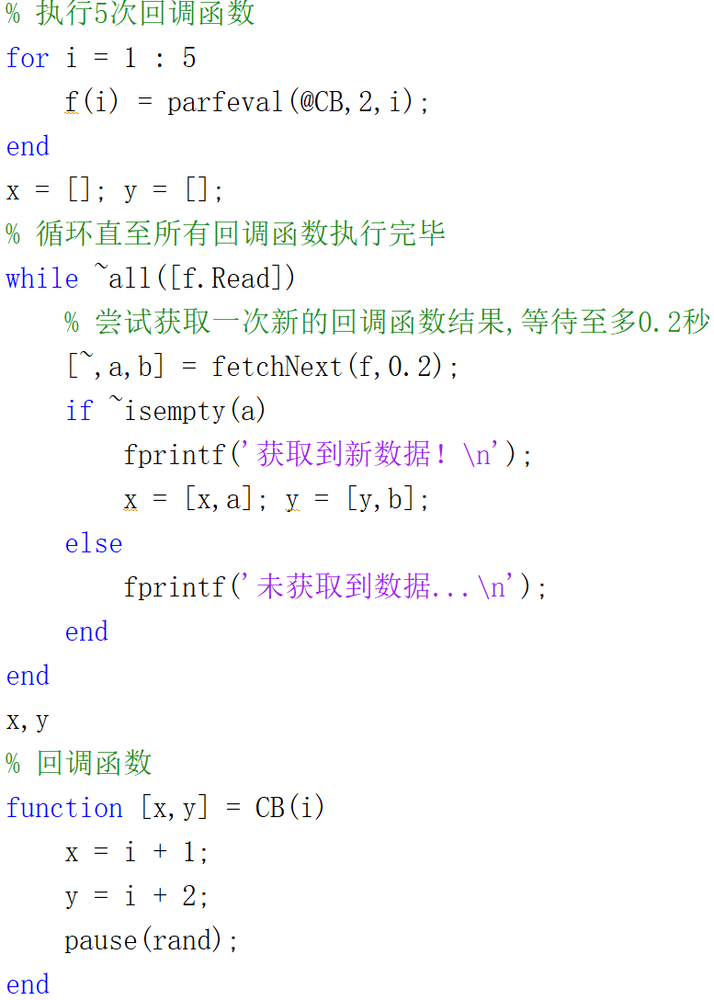 % 执行5次回调函数
for i = 1 : 5
    f(i) = parfeval(@CB,2,i);
end
x = []; y = [];
% 循环直至所有回调函数执行完毕
while ~all([f.Read])
    % 尝试获取一次新的回调函数结果,等待至多0.2秒
    [~,a,b] = fetchNext(f,0.2);
    if ~isempty(a)
        fprintf('获取到新数据！\n');
        x = [x,a]; y = [y,b];
    else
        fprintf('未获取到数据...\n');
    end
end
x,y
% 回调函数
function [x,y] = CB(i)
    x = i + 1;
    y = i + 2;
    pause(rand);
end